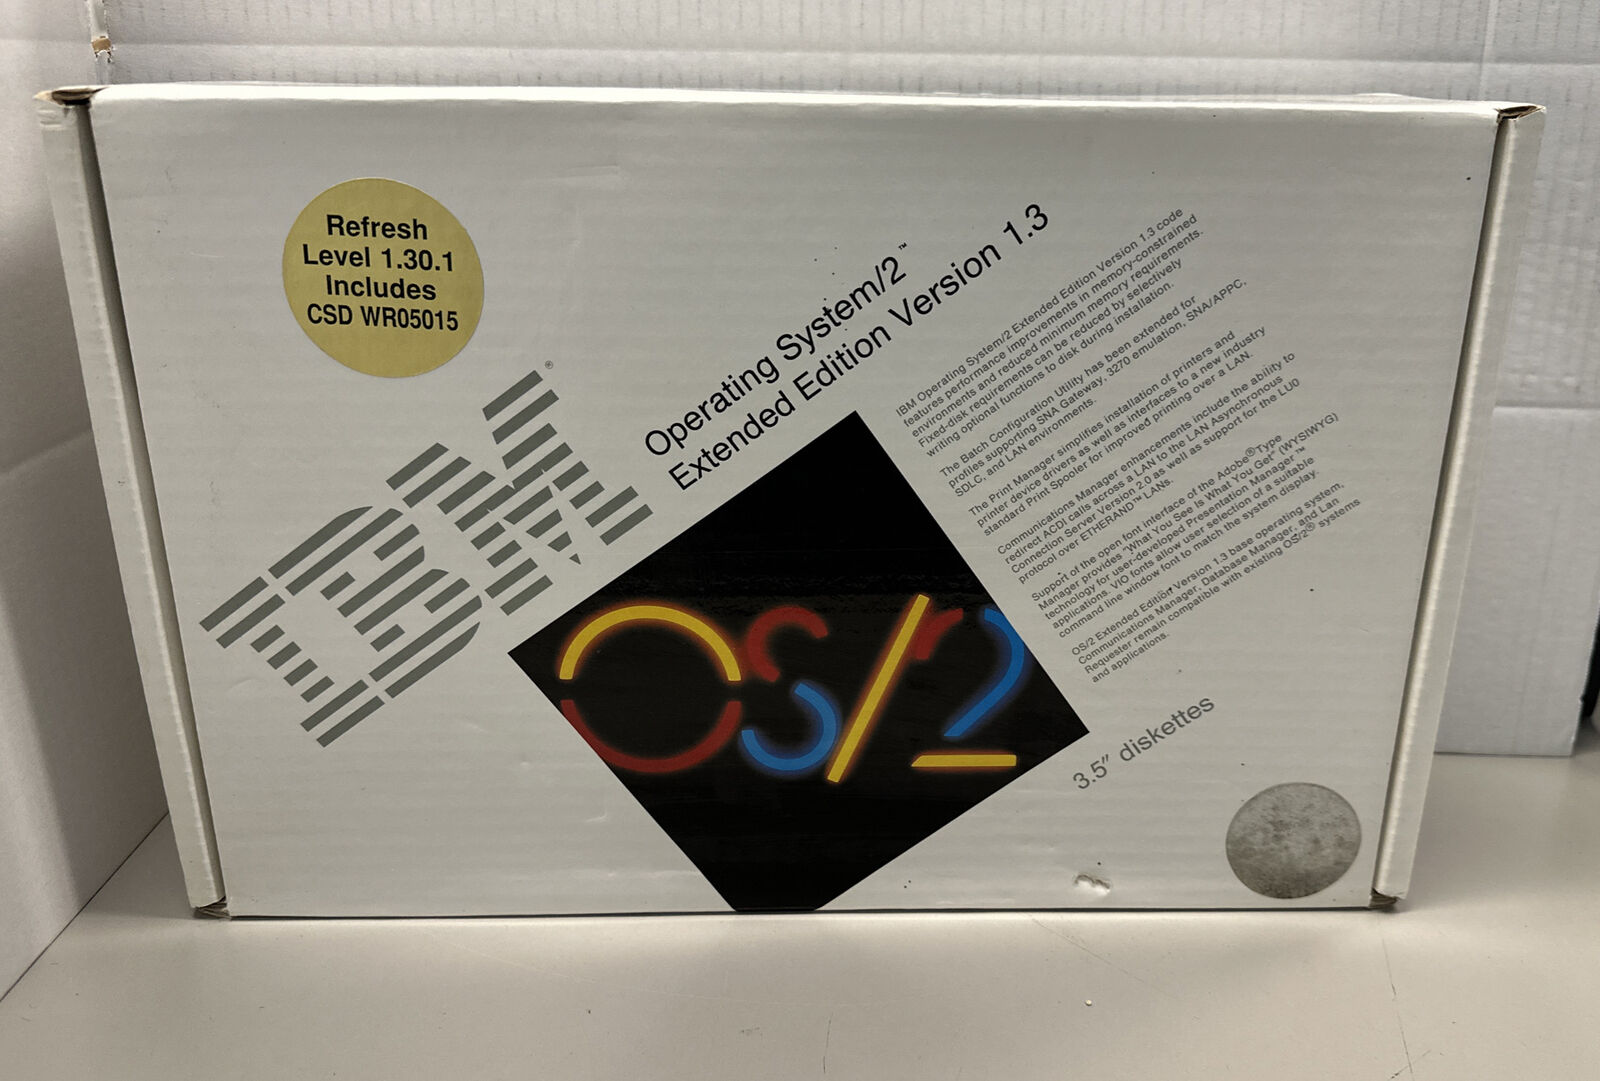 Refresh
Level 1.30.1
Includes
CSD WR05015
IBM®
Operating System/2™
Extended Edition Version 1.3
IBM Operating System/2 Extended Edition Version 1.3 code
features performance improvements in memory-constrained
environments and reduced minimum memory requirements.
Fixed-disk requirements can be reduced by selectively
writing optional functions to disk during installation.
The Batch Configuration Utility has been extended for
profiles supporting SNA Gateway, 3270 emulation, SNA/APPC,
SDLC, and LAN environments.
The Print Manager simplifies installation of printers and
printer device drivers as well as interfaces to a new industry
standard Print Spooler for improved printing over a LAN.
Communications Manager enhancements include the ability to
redirect ACDI calls across a LAN to the LAN Asynchronous
Connection Server Version 2.0 as well as support for the LU0
protocol over ETHERAND™ LANs.
Support of the open font interface of the Adobe® Type
Manager provides "What You See Is What You Get" (WYSIWYG)
technology for user-developed Presentation Manager™
applications. VIO fonts allow user selection of a suitable
command line window font to match the system display.
OS/2 Extended Edition Version 1.3 base operating system,
Communications Manager, Database Manager, and Lan
Requester remain compatible with existing OS/2® systems
and applications.
OS/2
3.5" diskettes